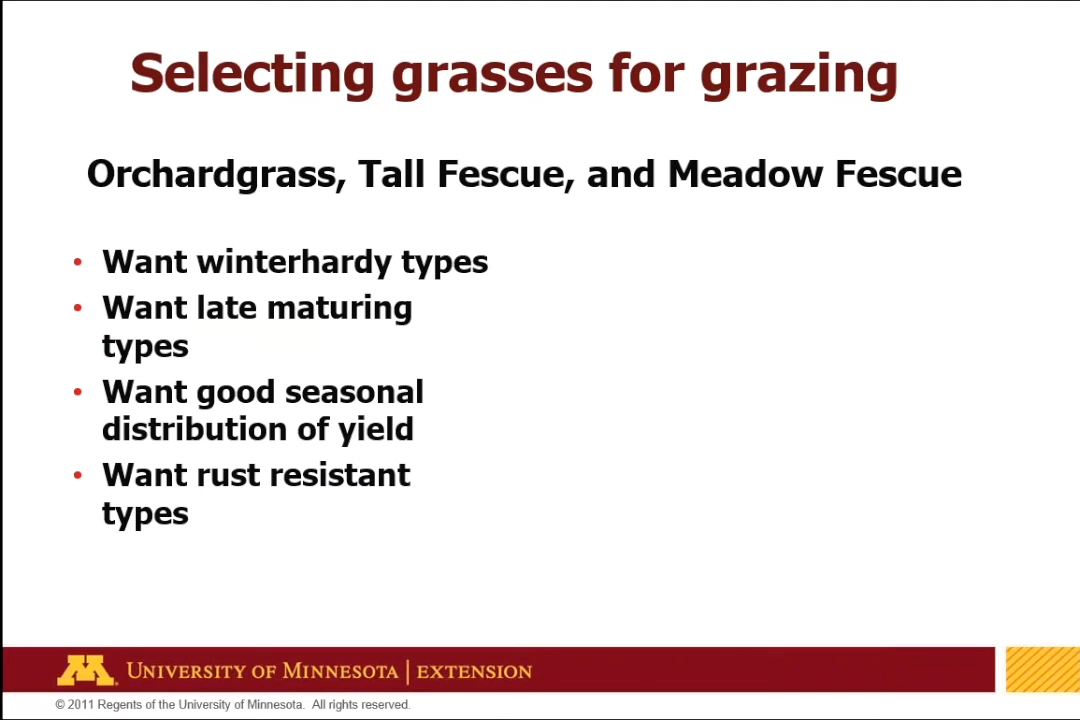 Selecting grasses for grazing
Orchardgrass, Tall Fescue, and Meadow Fescue
• Want winterhardy types
• Want late maturing
types
• Want good seasonal
distribution of yield
• Want rust resistant
types
M UNIVERSITY OF MINNESOTA | EXTENSION
© 2011 Regents of the University of Minnesota. All rights reserved.